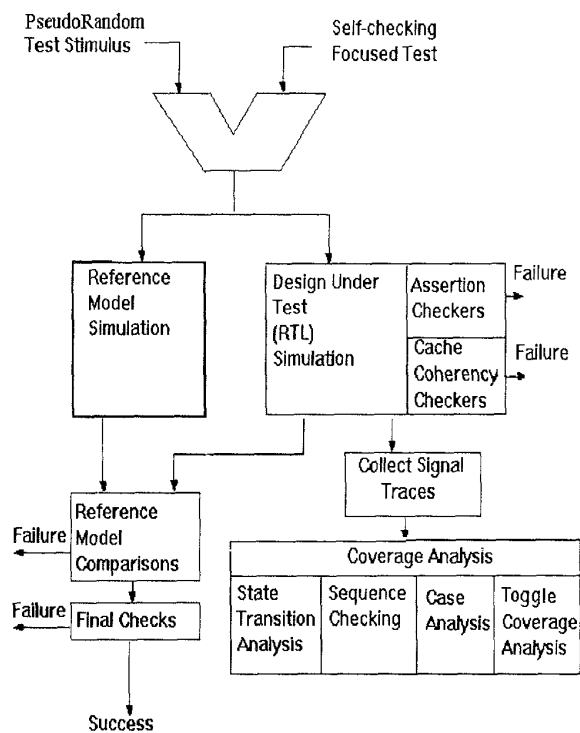 PseudoRandom
Test Stimulus
Self-checking
Focused Test
Reference
Model
Simulation
Design Under
Test
(RTL)
Simulation
Assertion
Checkers
Failure
Cache
Coherency
Checkers
Failure
Collect Signal
Traces
Reference
Model
Comparisons
Failure
Final Checks
Failure
Success
Coverage Analysis
State
Transition
Analysis
Sequence
Checking
Case
Analysis
Toggle
Coverage
Analysis